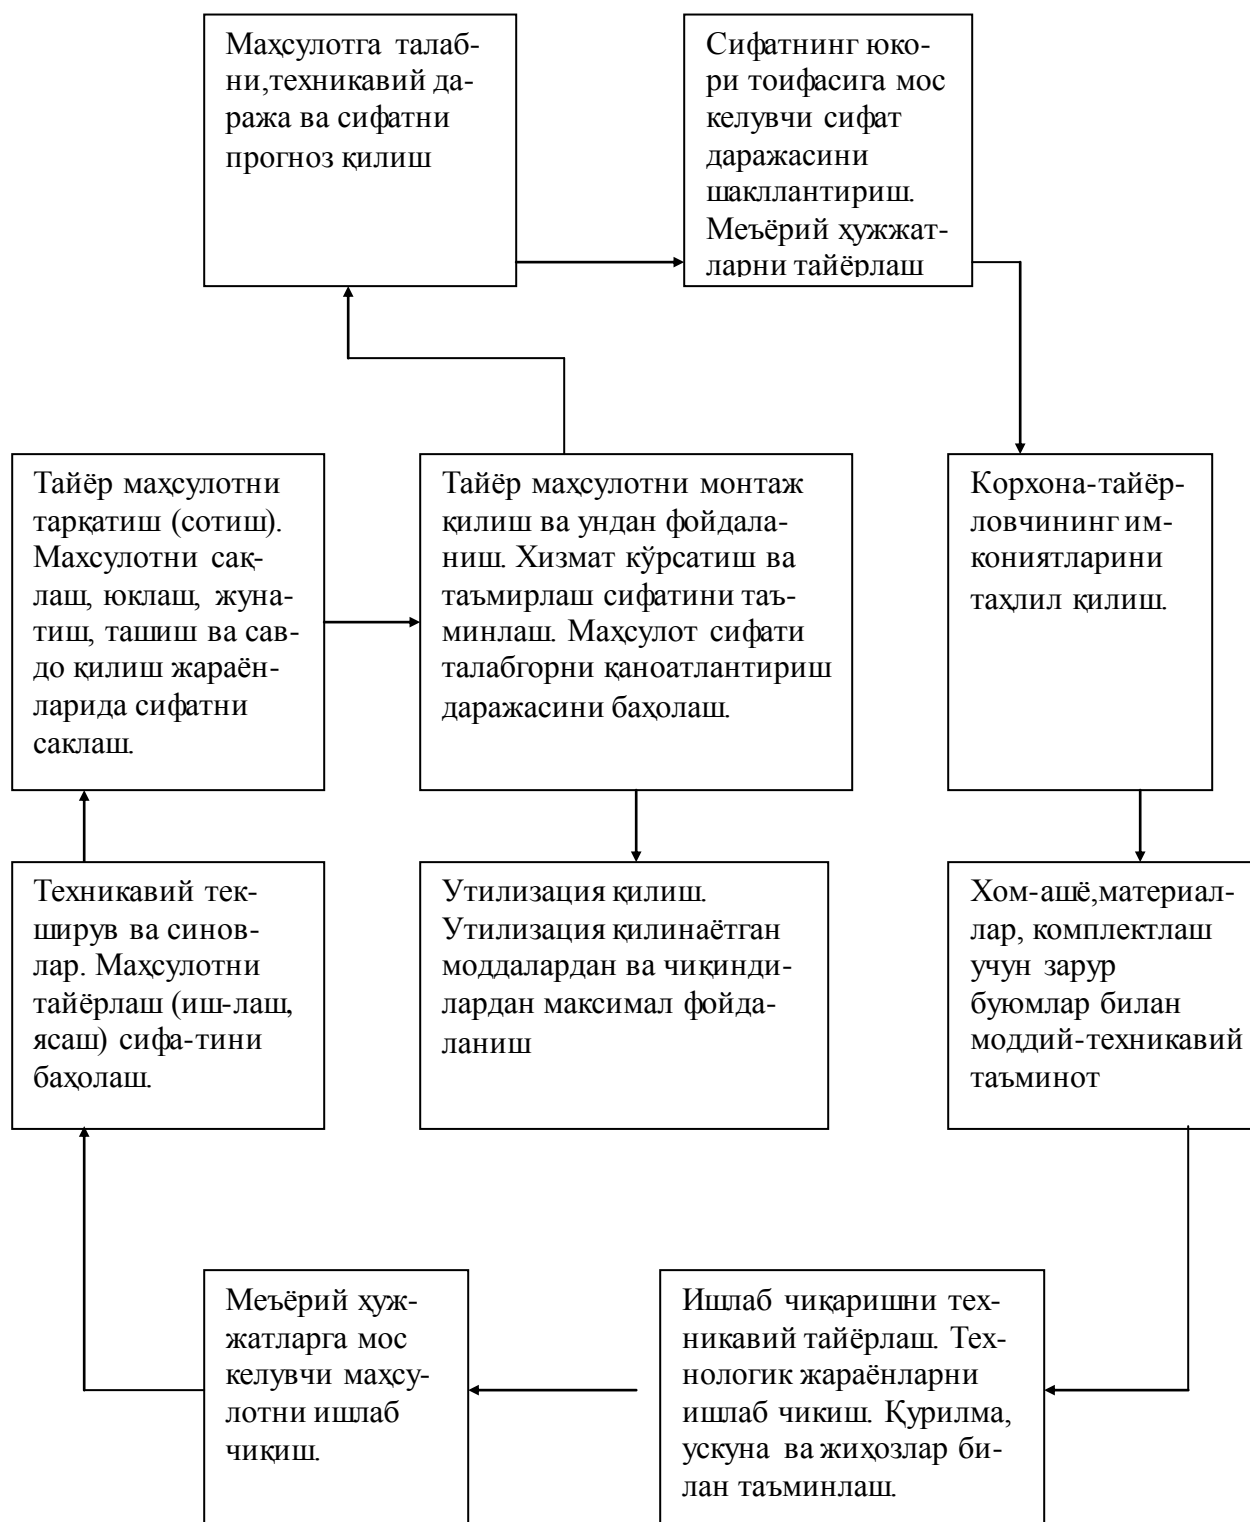 Маҳсулотга талаб-
ни,техникавий да-
ража ва сифатни
прогноз қилиш
Сифатнинг юко-
ри тоифасига мос
келувчи сифат
даражасини
шакллантириш.
Меъёрий ҳужжат-
ларни тайёрлаш
Тайёр маҳсулотни
тарқатиш (сотиш).
Махсулотни сақ-
лаш, юклаш, жуна-
тиш, ташиш ва сав-
до қилиш жараён-
ларида сифатни
саклаш.
Тайёр маҳсулотни монтаж
қилиш ва ундан фойдала-
ниш. Хизмат кўрсатиш ва
таъмирлаш сифатини таъ-
минлаш. Маҳсулот сифати
талабгорни қаноатлантириш
даражасини баҳолаш.
Корхона-тайёр-
ловчининг им-
кониятларини
таҳлил қилиш.
Техникавий тек-
ширув ва синов-
лар. Маҳсулотни
тайёрлаш (иш-лаш,
ясаш) сифа-тини
баҳолаш.
Утилизация қилиш.
Утилизация қилинаётган
моддалардан ва чиқинди-
лардан максимал фойда-
ланиш
Хом-ашё,материал-
лар, комплектлаш
учун зарур
буюмлар билан
моддий-техникавий
таъминот
Меъёрий ҳуж-
жатларга мос
келувчи маҳсу-
лотни ишлаб
чиқиш.
Ишлаб чиқаришни тех-
никавий тайёрлаш. Тех-
нологик жараёнларни
ишлаб чикиш. Қурилма,
ускуна ва жиҳозлар би-
лан таъминлаш.